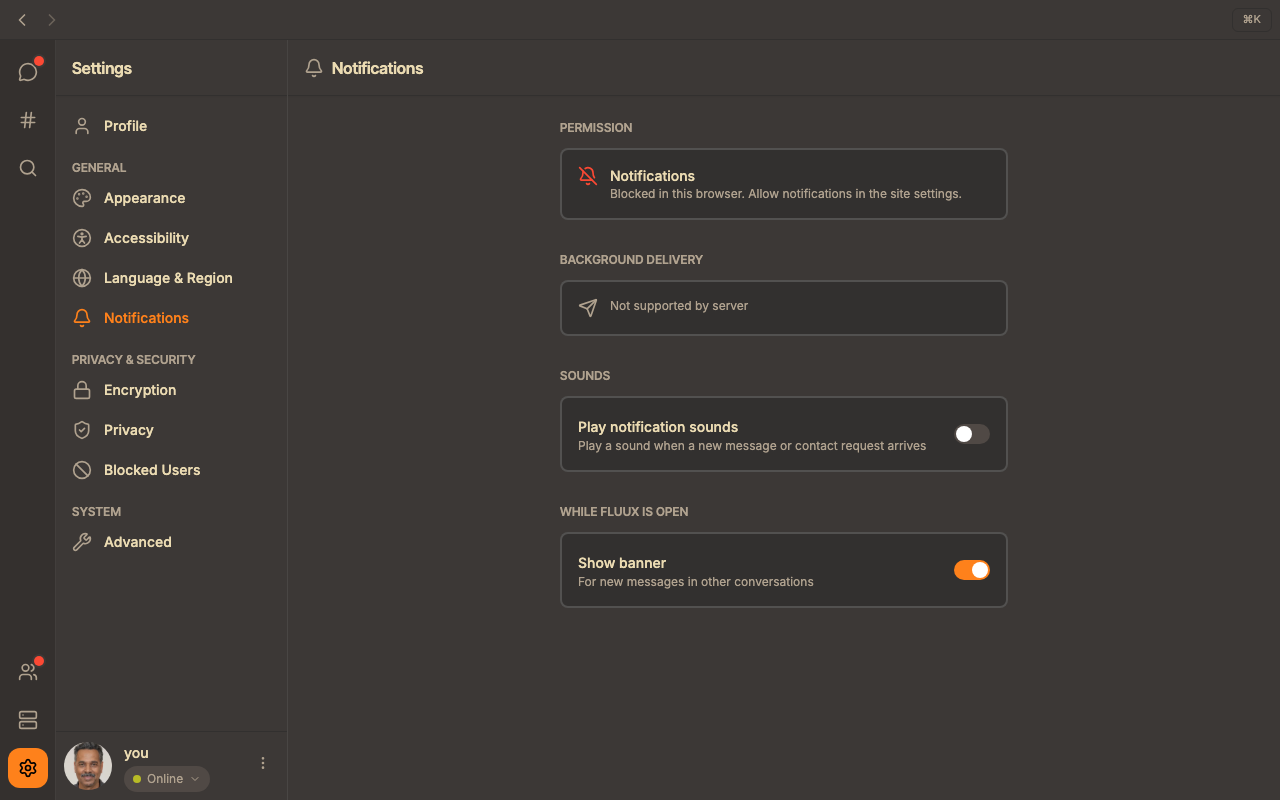 ⌘K
Settings
Profile
GENERAL
Appearance
Accessibility
Language & Region
Notifications
PRIVACY & SECURITY
Encryption
Privacy
Blocked Users
SYSTEM
Advanced
you
Online
Notifications
PERMISSION
Notifications
Blocked in this browser. Allow notifications in the site settings.
BACKGROUND DELIVERY
Not supported by server
SOUNDS
Play notification sounds
Play a sound when a new message or contact request arrives
WHILE FLUUX IS OPEN
Show banner
For new messages in other conversations